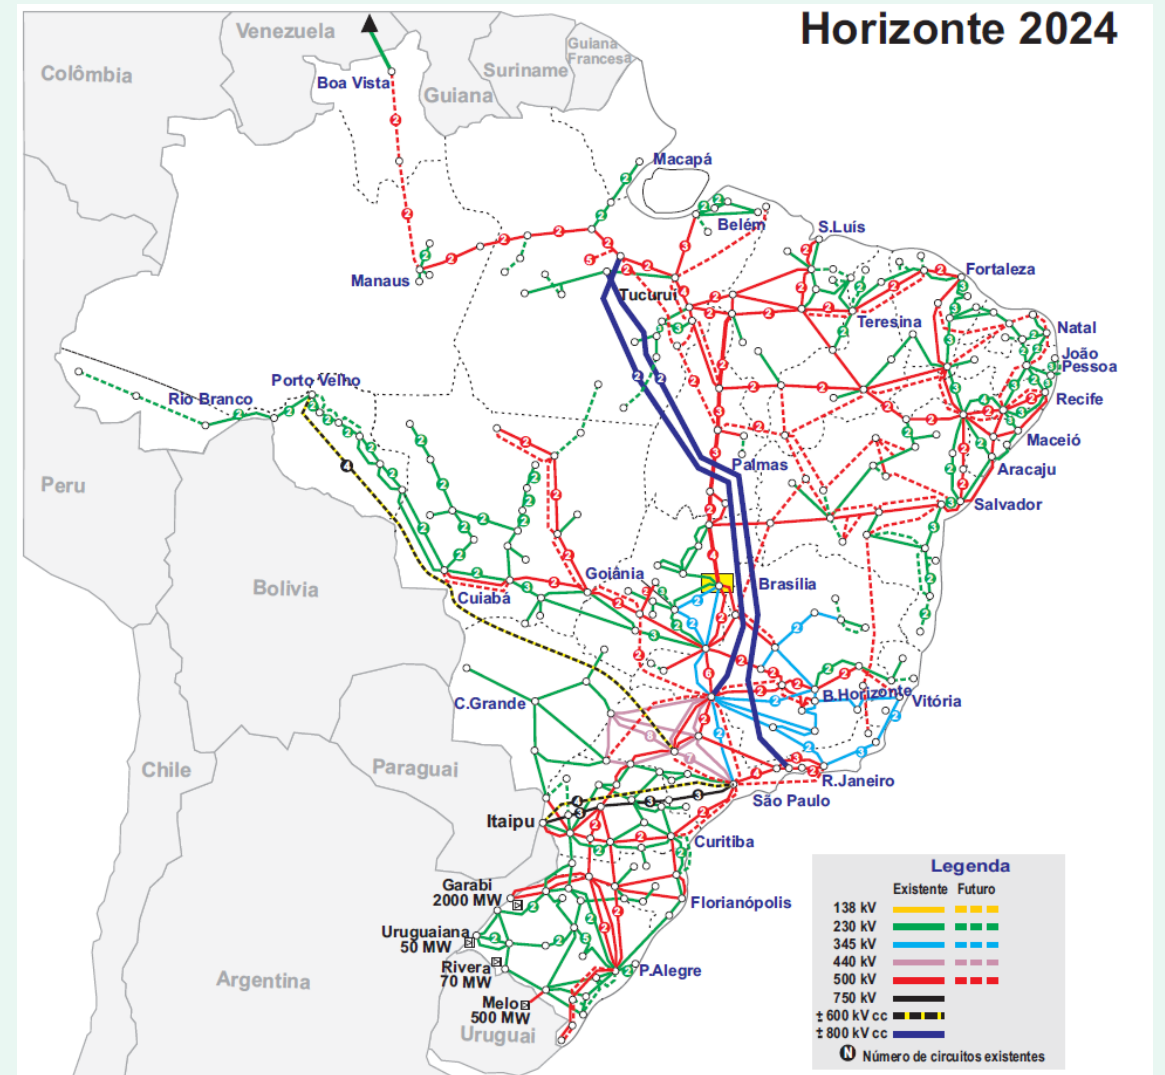 Horizonte 2024
Venezuela
Guiana
Francesa
Colômbia
Suriname
Boa Vista
Guiana
Macapá
Belém
S.Luís
Manaus
Fortaleza
Tucuruí
Teresina
Natal
João
Pessoa
Porto Velho
Rio Branco
Recife
Maceió
Palmas
Aracaju
Peru
Salvador
Goiânia
Brasília
Bolívia
Cuiabá
C.Grande
B.Horizonte
Vitória
Chile
Paraguai
R.Janeiro
São Paulo
Itaipu
Curitiba
Garabi
2000 MW
Florianópolis
Uruguaiana
50 MW
Rivera
70 MW
P.Alegre
Argentina
Melo
500 MW
Uruguai
Legenda
Existente Futuro
138 kV
230 kV
345 kV
440 kV
500 kV
750 kV
±600 kV cc
±800 kV cc
N Número de circuitos existentes